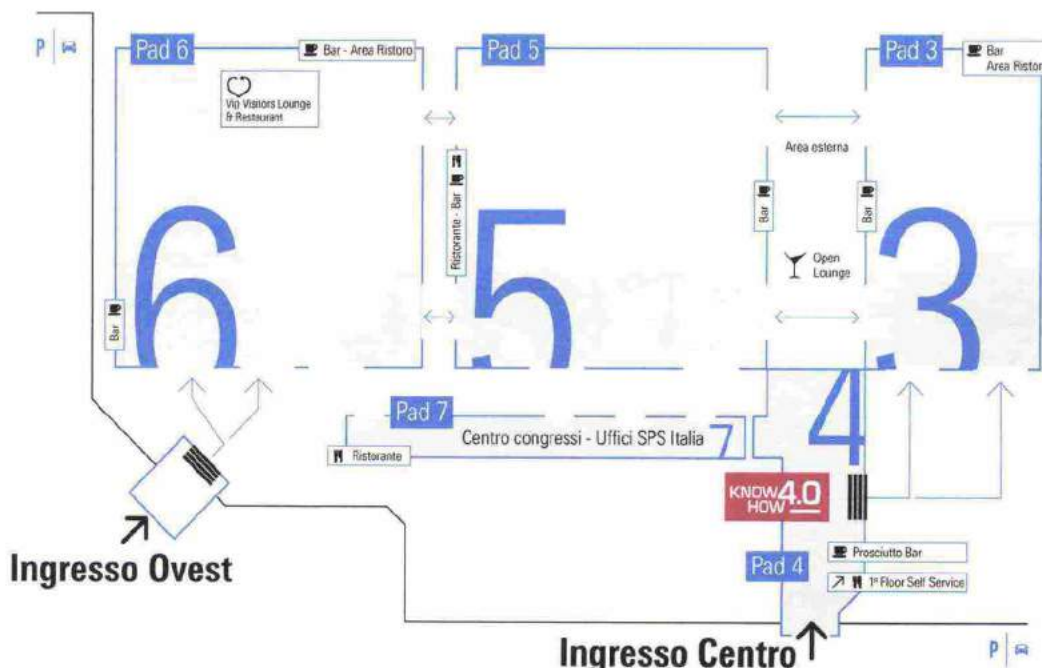 P
Pad 6
Bar - Area Ristoro
Pad 5
Pad 3
Bar
Area Ristor
Vip Visitors Lounge
& Restaurant
Area esterna
Ristorante - Bar
Bar
Bar
Open
Lounge
6
5
3
Bar
4
Pad 7
Centro congressi - Uffici SPS Italia
7
Ristorante
KNOW 4.0
HOW
Ingresso Ovest
Prosciutto Bar
Pad 4
1º Floor Self Service
Ingresso Centro
P